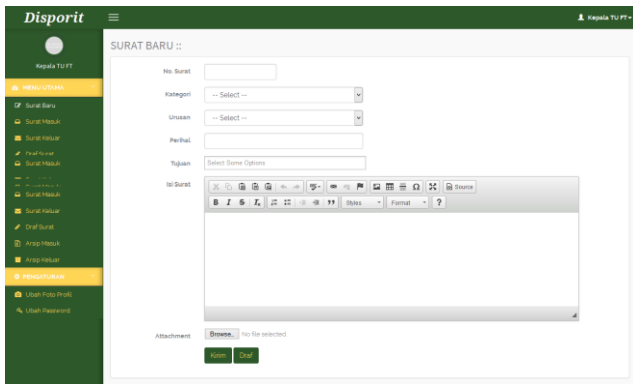 Disporit
Kepala TU FT
Kepala TU FT
MENU UTAMA
Surat Baru
Surat Masuk
Surat Keluar
Draf Surat
Surat Masuk
Surat Masuk
Surat Keluar
Draf Surat
Arsip Masuk
Arsip Keluar
PENGATURAN
Ubah Foto Profil
Ubah Password
SURAT BARU ::
No. Surat
Kategori
-- Select --
Urusan
-- Select --
Perihal
Tujuan
Select Some Options
Isi Surat
Source
B I S Tx
Styles
Format
?
Attachment
Browse_ No file selected
Kirim Draf